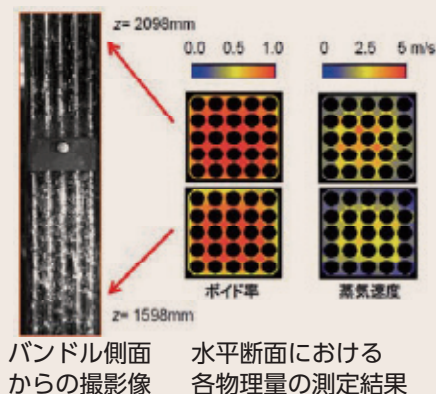 z= 2098mm
0.0 0.5 1.0
0 2.5 5 m/s
ボイド率
蒸気速度
z= 1598mm
バンドル側面
からの撮影像
水平断面における
各物理量の測定結果